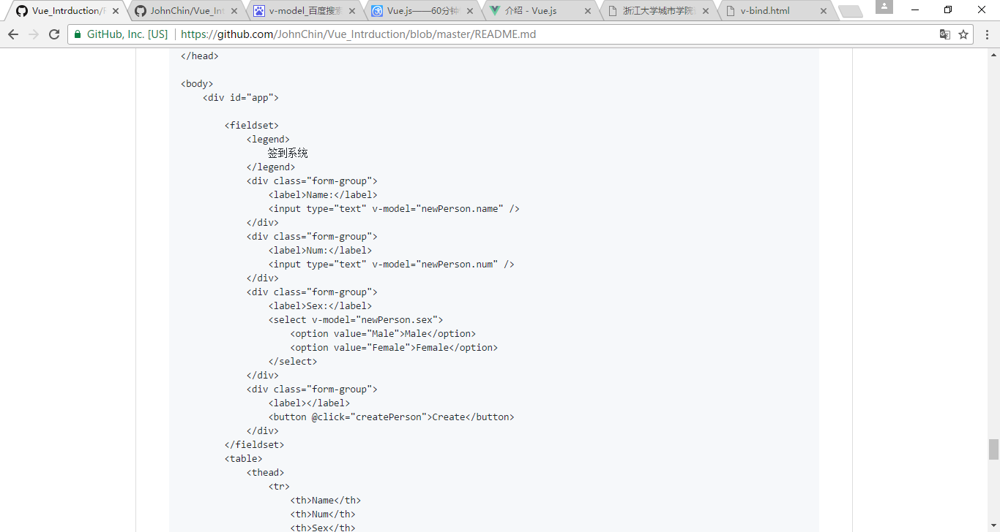 Vue_Intrduction/
JohnChin/Vue_Int
v-model_百度搜索
Vue.js——60分钟
介绍 - Vue.js
浙江大学城市学院
v-bind.html
GitHub, Inc. [US]
https://github.com/JohnChin/Vue_Intrduction/blob/master/README.md
</head>
<body>
<div id="app">
<fieldset>
<legend>
签到系统
</legend>
<div class="form-group">
<label>Name:</label>
<input type="text" v-model="newPerson.name" />
</div>
<div class="form-group">
<label>Num:</label>
<input type="text" v-model="newPerson.num" />
</div>
<div class="form-group">
<label>Sex:</label>
<select v-model="newPerson.sex">
<option value="Male">Male</option>
<option value="Female">Female</option>
</select>
</div>
<div class="form-group">
<label></label>
<button @click="createPerson">Create</button>
</div>
</fieldset>
<table>
<thead>
<tr>
<th>Name</th>
<th>Num</th>
<th>Sex</th>